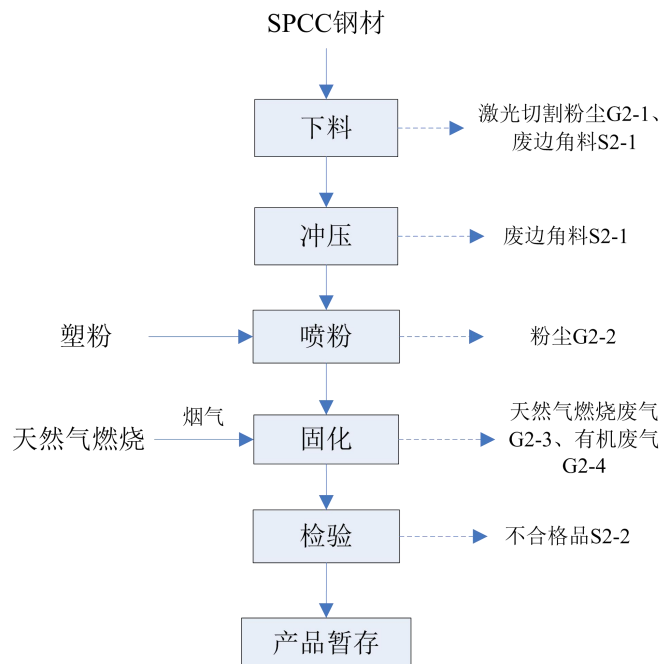 SPCC钢材
下料
激光切割粉尘G2-1、
废边角料S2-1
冲压
废边角料S2-1
塑粉
喷粉
粉尘G2-2
天然气燃烧
烟气
固化
天然气燃烧废气
G2-3、有机废气
G2-4
检验
不合格品S2-2
产品暂存